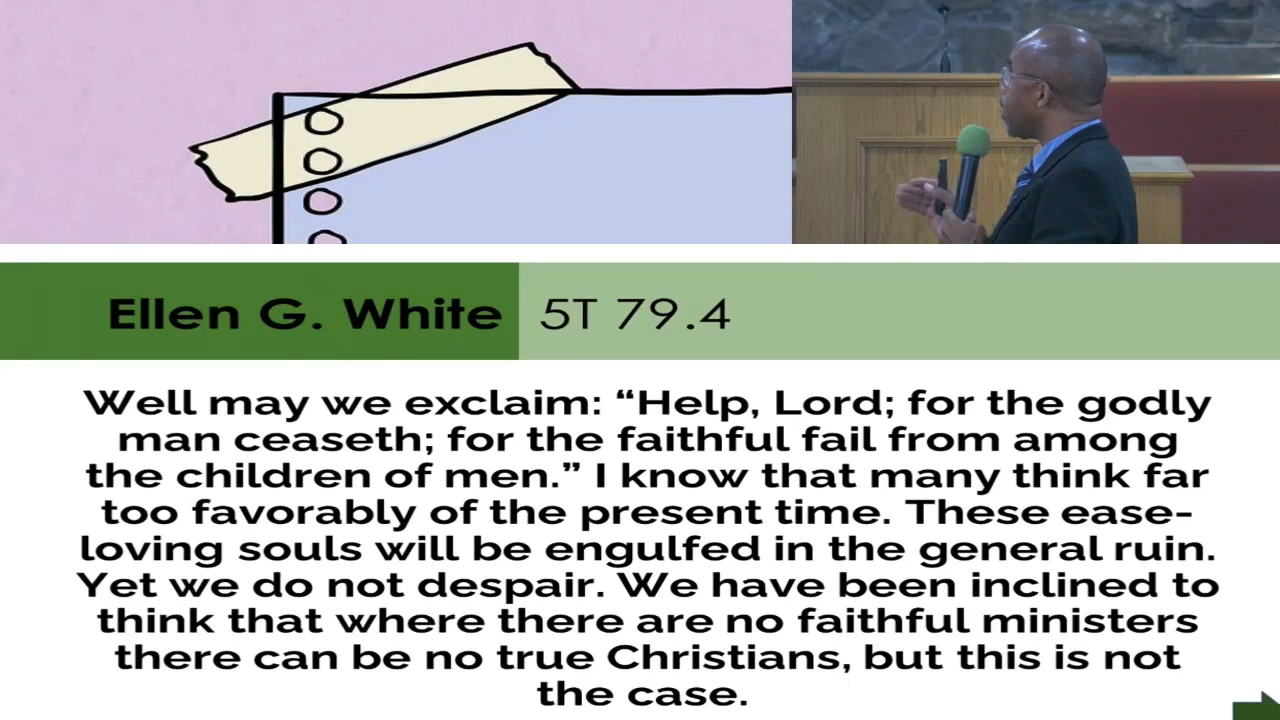 Ellen G. White 5T 79.4
Well may we exclaim: “Help, Lord; for the godly
man ceaseth; for the faithful fail from among
the children of men.” I know that many think far
too favorably of the present time. These ease-
loving souls will be engulfed in the general ruin.
Yet we do not despair. We have been inclined to
think that where there are no faithful ministers
there can be no true Christians, but this is not
the case.